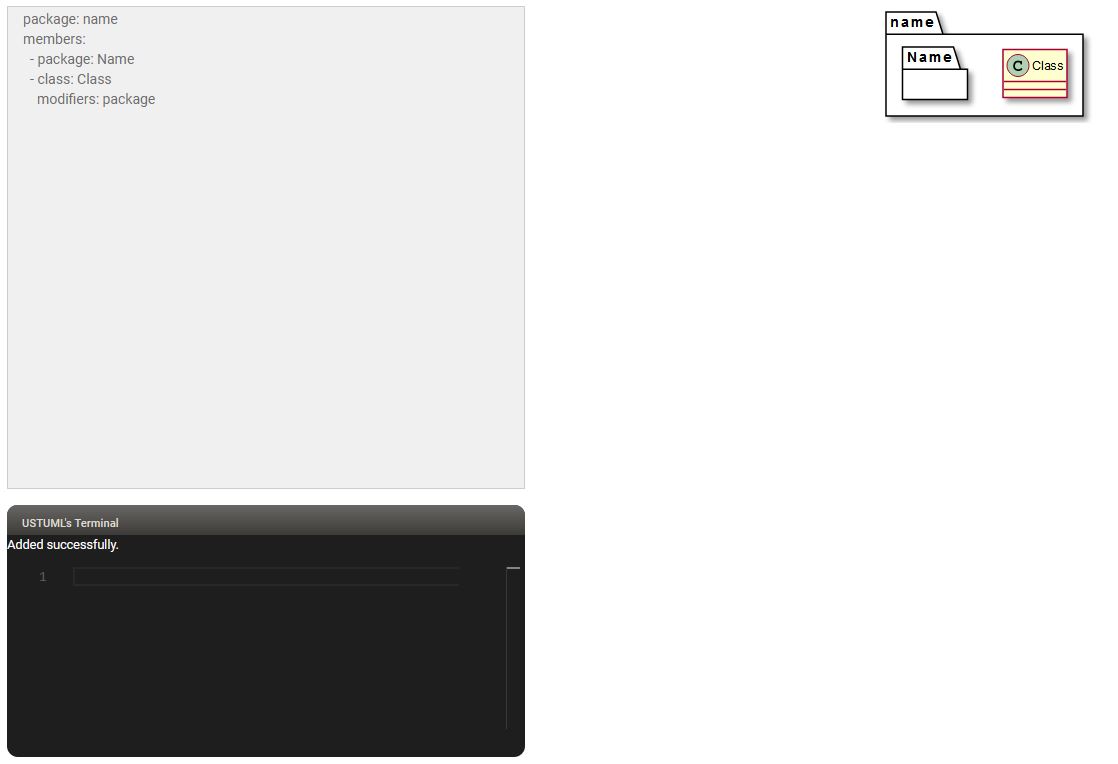 package: name
members:
- package: Name
- class: Class
modifiers: package
name
Name
C Class
USTUML's Terminal
Added successfully.
1